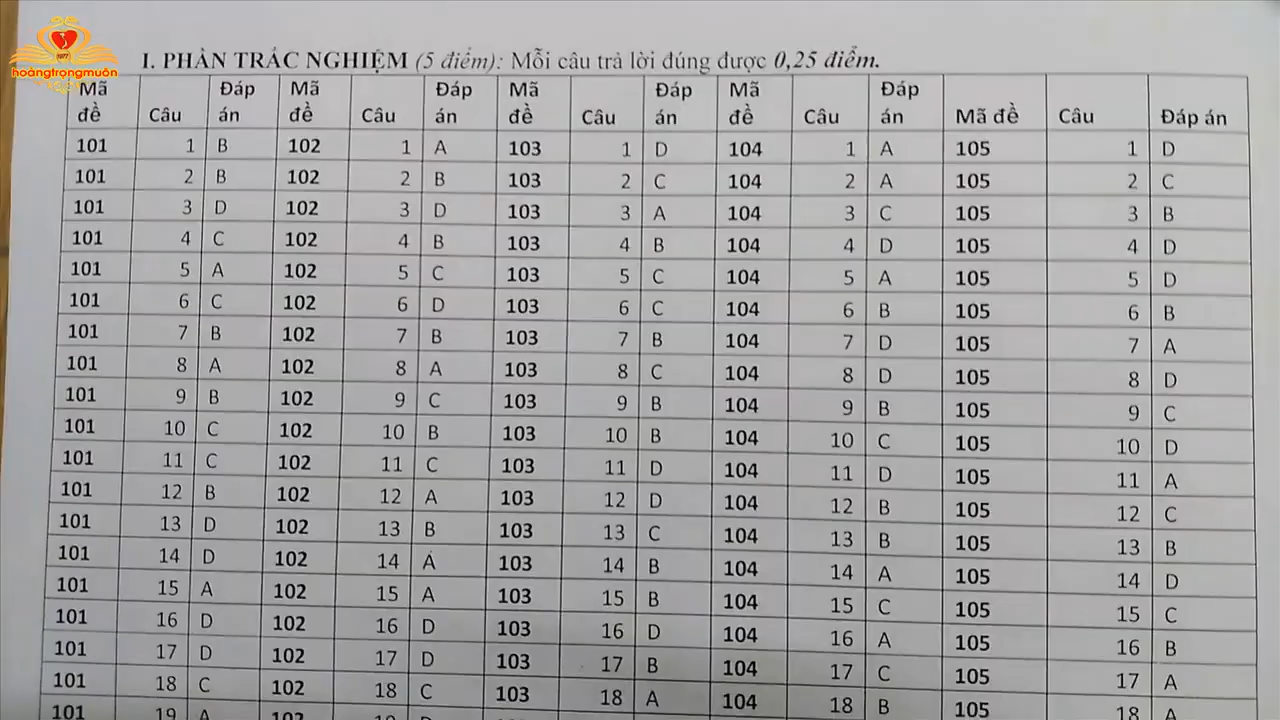 1977
hoàngtrọngmuôn
I. PHẦN TRẮC NGHIỆM (5 điểm): Mỗi câu trả lời đúng được 0,25 điểm.
Mã đề Câu Đáp án Mã đề Câu Đáp án Mã đề Câu Đáp án Mã đề Câu Đáp án Mã đề Câu Đáp án
101 1 B 102 1 A 103 1 D 104 1 A 105 1 D
101 2 B 102 2 B 103 2 C 104 2 A 105 2 C
101 3 D 102 3 D 103 3 A 104 3 C 105 3 B
101 4 C 102 4 B 103 4 B 104 4 D 105 4 D
101 5 A 102 5 C 103 5 C 104 5 A 105 5 D
101 6 C 102 6 D 103 6 C 104 6 B 105 6 B
101 7 B 102 7 B 103 7 B 104 7 D 105 7 A
101 8 A 102 8 A 103 8 C 104 8 D 105 8 D
101 9 B 102 9 C 103 9 B 104 9 B 105 9 C
101 10 C 102 10 B 103 10 B 104 10 C 105 10 D
101 11 C 102 11 C 103 11 D 104 11 D 105 11 A
101 12 B 102 12 A 103 12 D 104 12 B 105 12 C
101 13 D 102 13 B 103 13 C 104 13 B 105 13 B
101 14 D 102 14 A 103 14 B 104 14 A 105 14 D
101 15 A 102 15 A 103 15 B 104 15 C 105 15 C
101 16 D 102 16 D 103 16 D 104 16 A 105 16 B
101 17 D 102 17 D 103 17 B 104 17 C 105 17 A
101 18 C 102 18 C 103 18 A 104 18 B 105 18 A
101 19 A 102 19